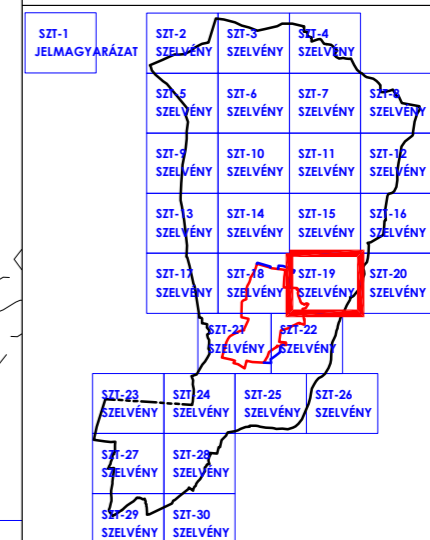 SZT-1
JELMAGYARÁZAT
SZT-2
SZELVÉNY
SZT-3
SZELVÉNY
SZT-4
SZELVÉNY
SZT-5
SZELVÉNY
SZT-6
SZELVÉNY
SZT-7
SZELVÉNY
SZT-8
SZELVÉNY
SZT-9
SZELVÉNY
SZT-10
SZELVÉNY
SZT-11
SZELVÉNY
SZT-12
SZELVÉNY
SZT-13
SZELVÉNY
SZT-14
SZELVÉNY
SZT-15
SZELVÉNY
SZT-16
SZELVÉNY
SZT-17
SZELVÉNY
SZT-18
SZELVÉNY
SZT-19
SZELVÉNY
SZT-20
SZELVÉNY
SZT-21
SZELVÉNY
SZT-22
SZELVÉNY
SZT-23
SZELVÉNY
SZT-24
SZELVÉNY
SZT-25
SZELVÉNY
SZT-26
SZELVÉNY
SZT-27
SZELVÉNY
SZT-28
SZELVÉNY
SZT-29
SZELVÉNY
SZT-30
SZELVÉNY